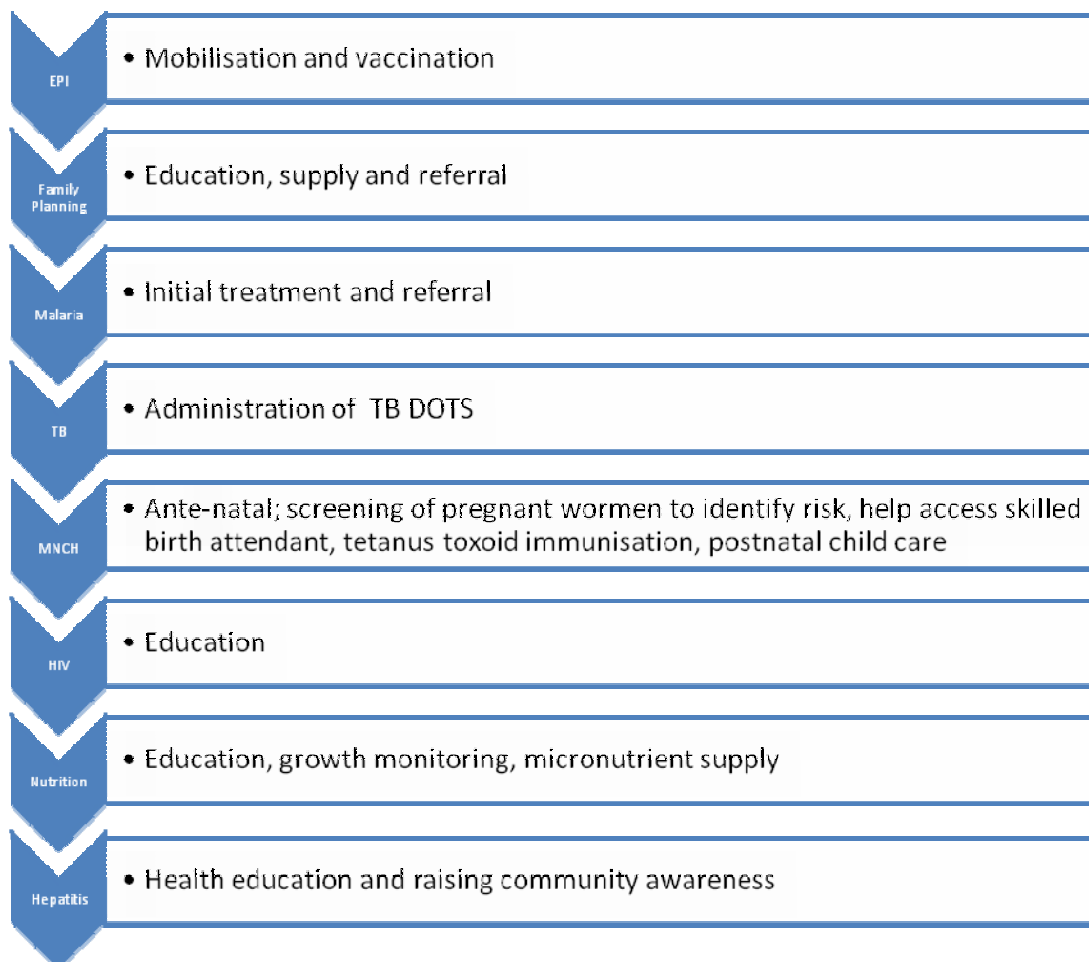 EPI
• Mobilisation and vaccination
Family
Planning
• Education, supply and referral
Malaria
• Initial treatment and referral
TB
• Administration of TB DOTS
MNCH
• Ante-natal; screening of pregnant wormen to identify risk, help access skilled
birth attendant, tetanus toxoid immunisation, postnatal child care
HIV
• Education
Nutrition
• Education, growth monitoring, micronutrient supply
Hepatitis
• Health education and raising community awareness